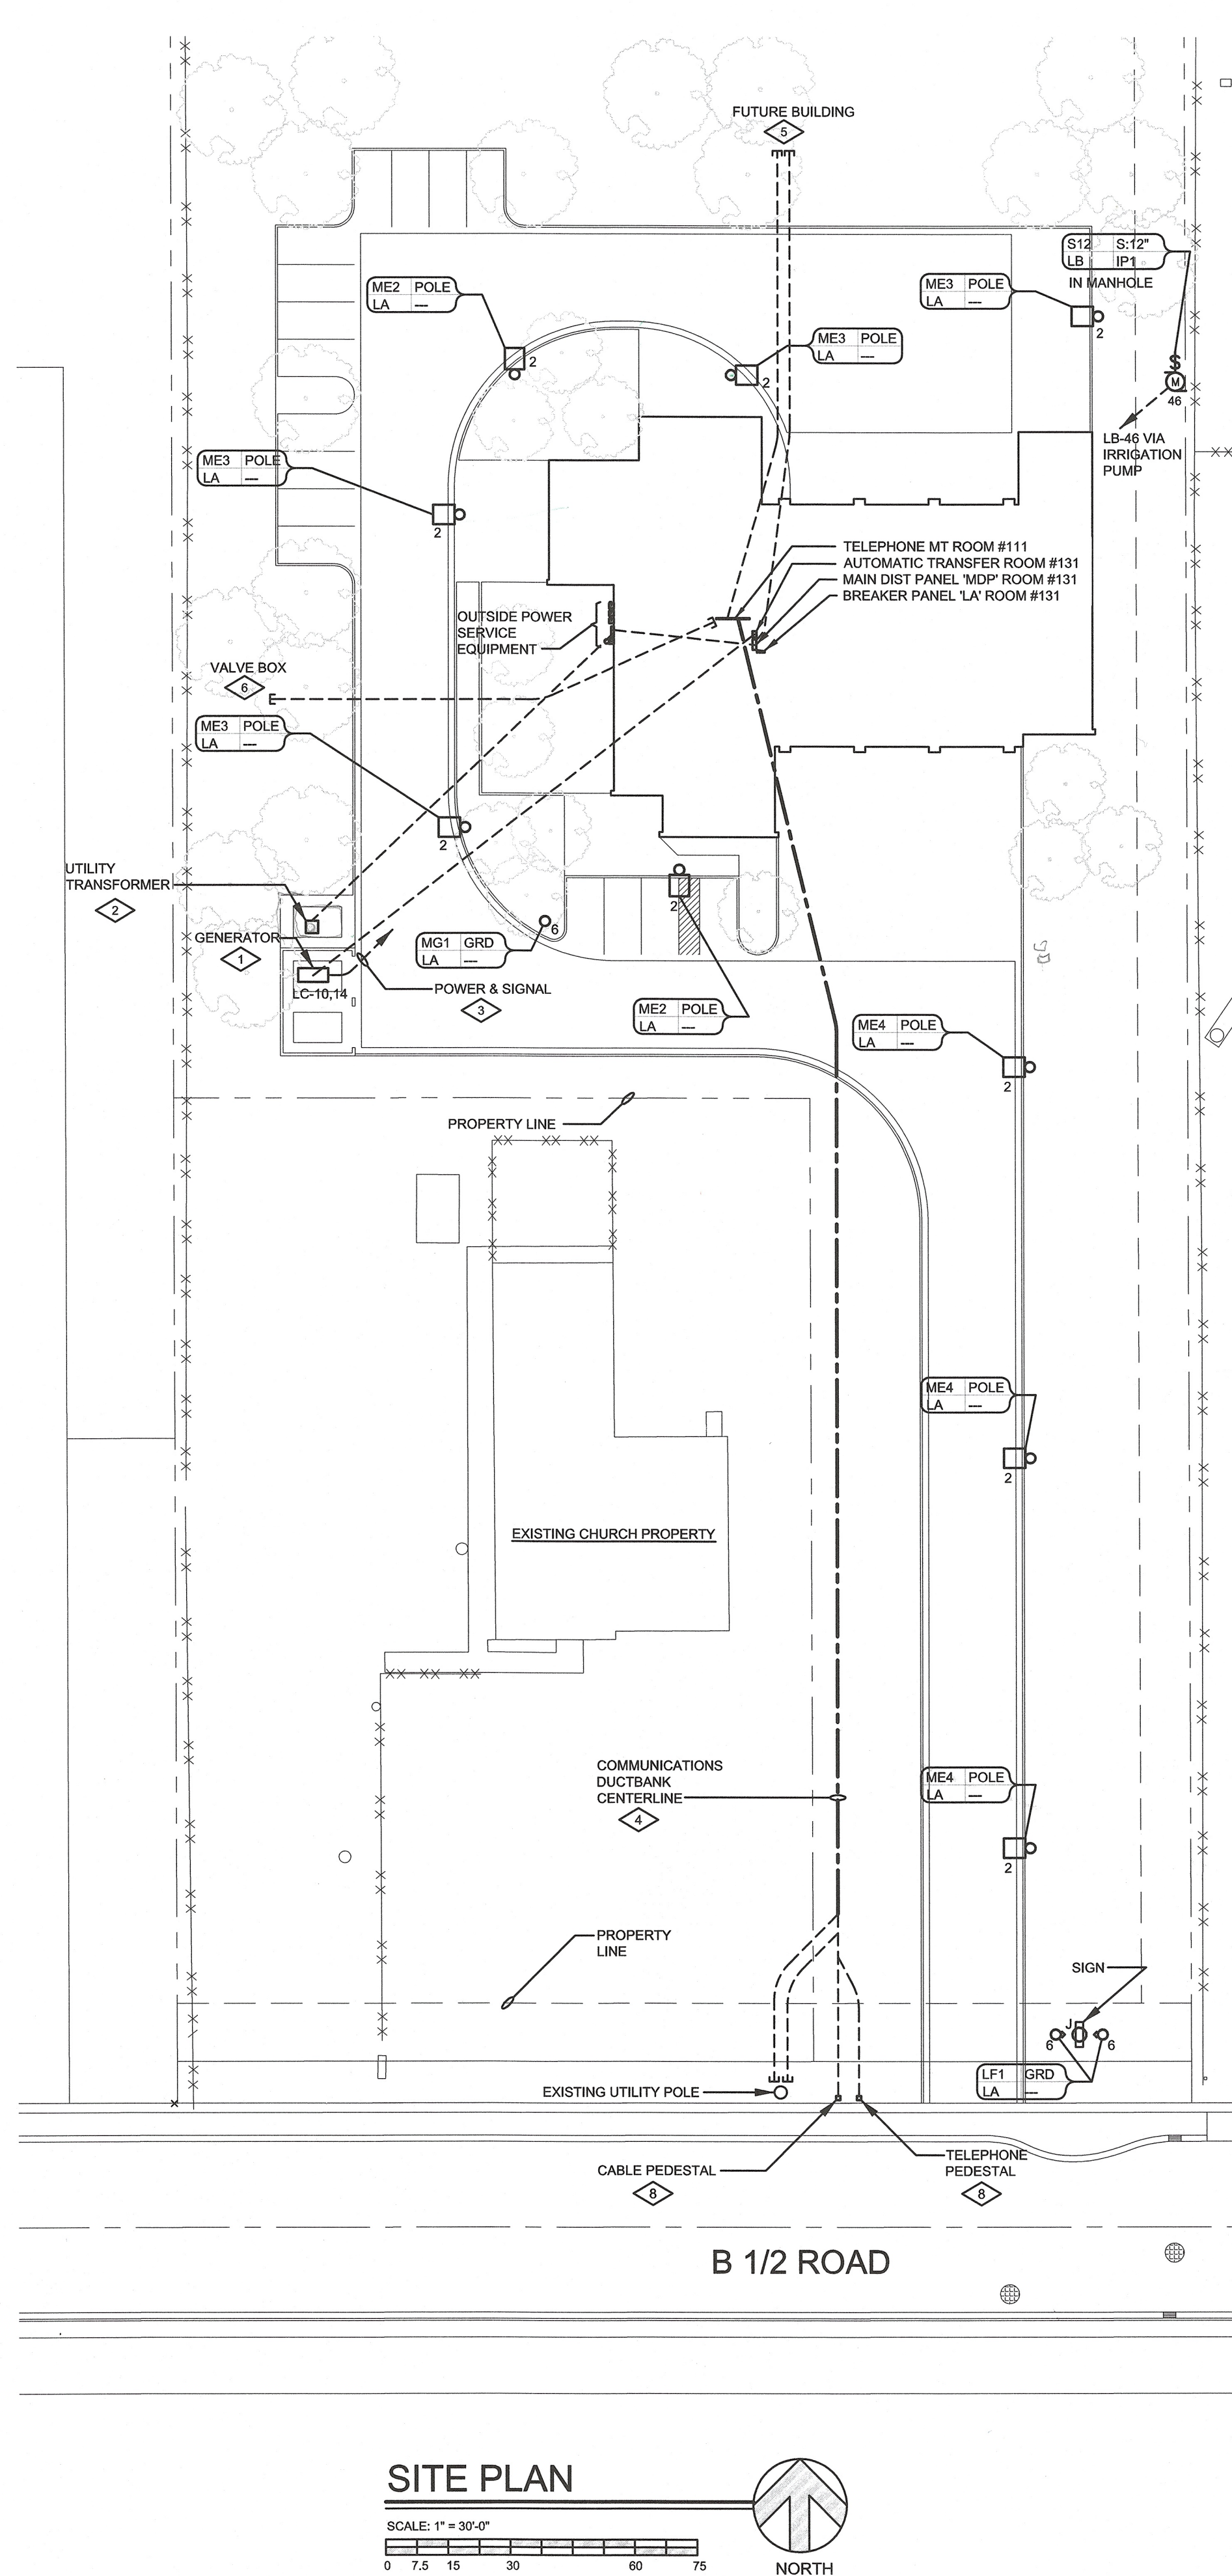 FUTURE BUILDING
5
S12 S:12"
LB IP1
IN MANHOLE
ME2 POLE
LA ---
2
ME3 POLE
LA ---
2
ME3 POLE
LA ---
2
S
M
46
LB-46 VIA
IRRIGATION
PUMP
ME3 POLE
LA ---
2
TELEPHONE MT ROOM #111
AUTOMATIC TRANSFER ROOM #131
MAIN DIST PANEL 'MDP' ROOM #131
BREAKER PANEL 'LA' ROOM #131
OUTSIDE POWER
SERVICE
EQUIPMENT
VALVE BOX
6
ME3 POLE
LA ---
2
UTILITY
TRANSFORMER
2
GENERATOR
1
LC-10,14
MG1 GRD
LA ---
6
POWER & SIGNAL
3
2
ME2 POLE
LA ---
ME4 POLE
LA ---
2
PROPERTY LINE
ME4 POLE
LA ---
2
EXISTING CHURCH PROPERTY
COMMUNICATIONS
DUCTBANK
CENTERLINE
4
ME4 POLE
LA ---
2
PROPERTY
LINE
SIGN
J
6 6
LF1 GRD
LA ---
EXISTING UTILITY POLE
CABLE PEDESTAL
8
TELEPHONE
PEDESTAL
8
B 1/2 ROAD
SITE PLAN
SCALE: 1" = 30'-0"
0 7.5 15 30 60 75
NORTH